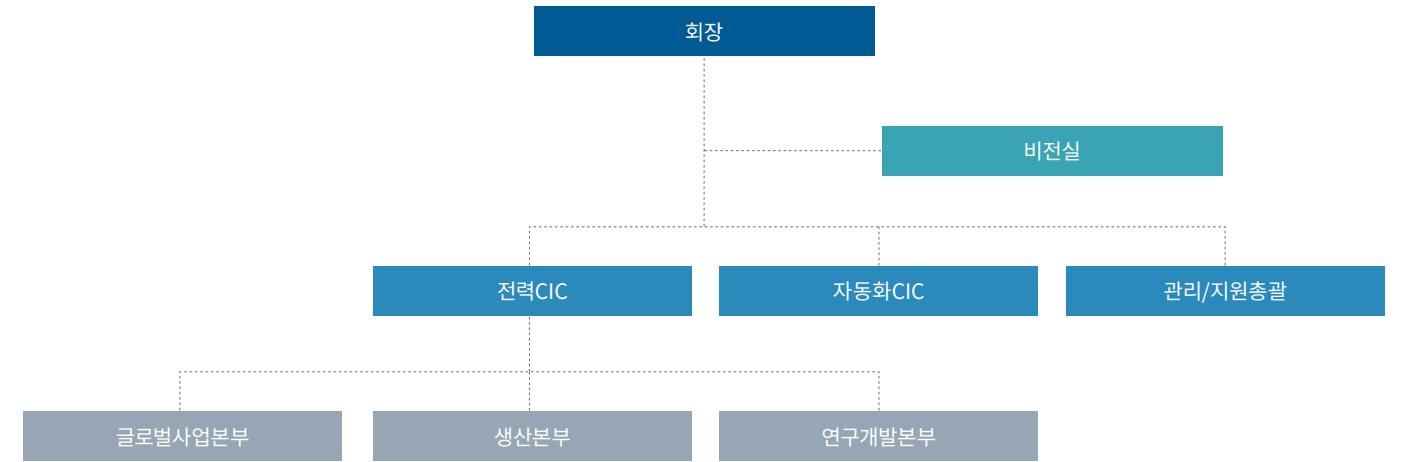 회장
비전실
전력CIC
자동화CIC
관리/지원총괄
글로벌사업본부
생산본부
연구개발본부